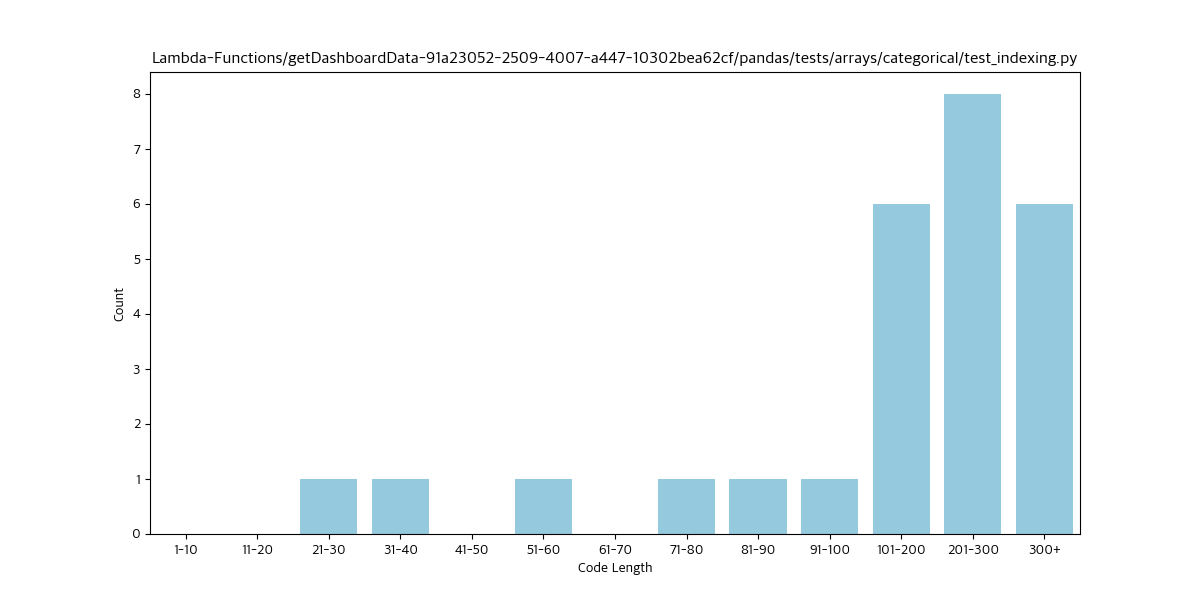 Lambda-Functions/getDashboardData-91a23052-2509-4007-a447-10302bea62cf/pandas/tests/arrays/categorical/test_indexing.py
8
7
6
5
4
3
2
1
0
Count
1-10 11-20 21-30 31-40 41-50 51-60 61-70 71-80 81-90 91-100 101-200 201-300 300+
Code Length